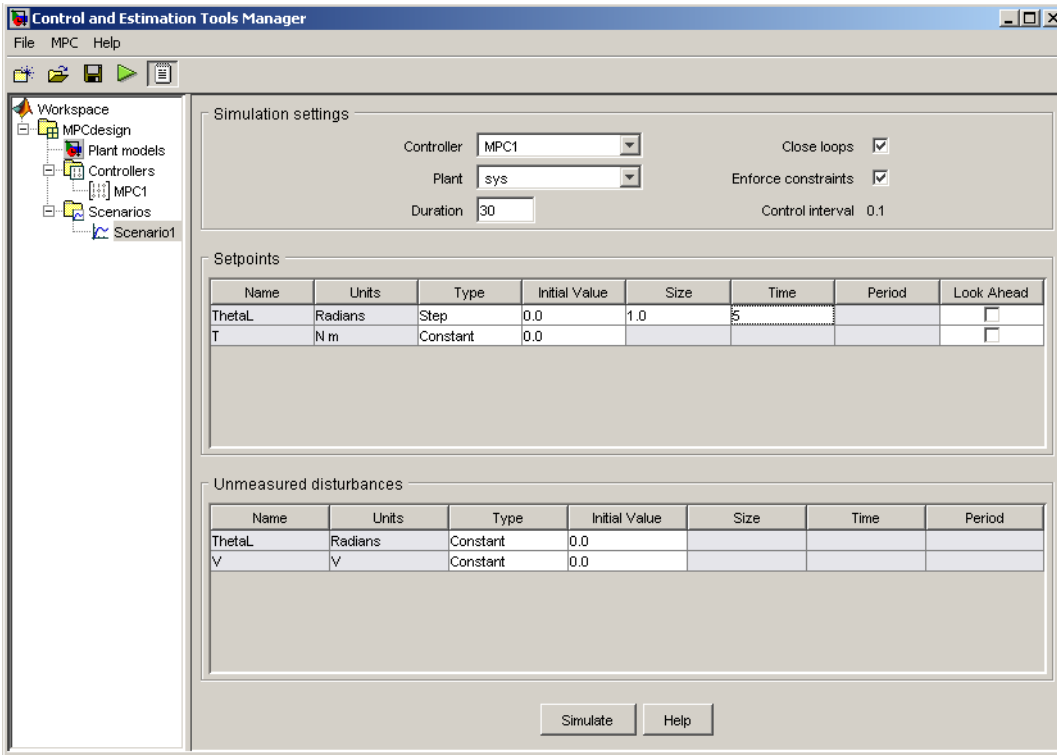 Control and Estimation Tools Manager
File MPC Help
Workspace
MPCdesign
Plant models
Controllers
MPC1
Scenarios
Scenario1
Simulation settings
Controller MPC1 Close loops
Plant sys Enforce constraints
Duration 30 Control interval 0.1
Setpoints
Name Units Type Initial Value Size Time Period Look Ahead
ThetaL Radians Step 0.0 1.0 5
T N m Constant 0.0
Unmeasured disturbances
Name Units Type Initial Value Size Time Period
ThetaL Radians Constant 0.0
V V Constant 0.0
Simulate Help